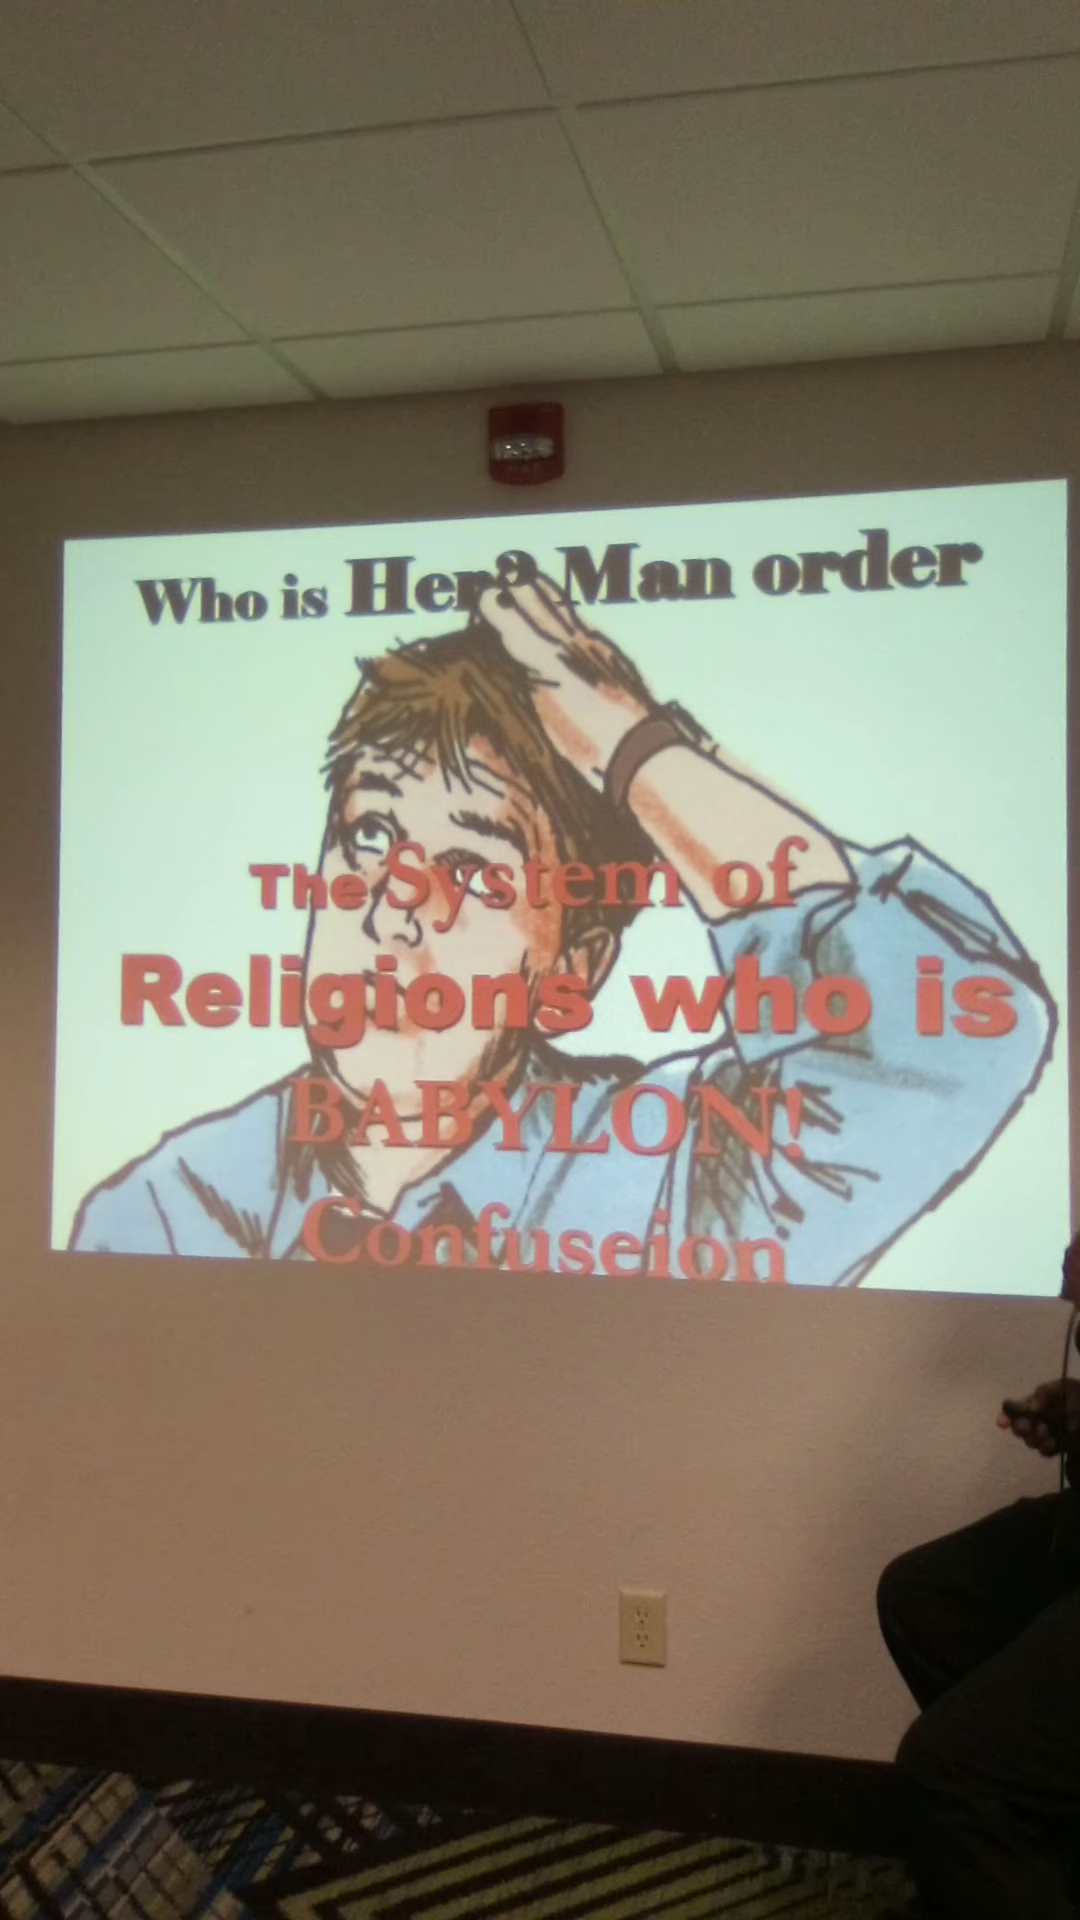 Who is Her? Man order
The System of
Religions who is
BABYLON!
Confuseion